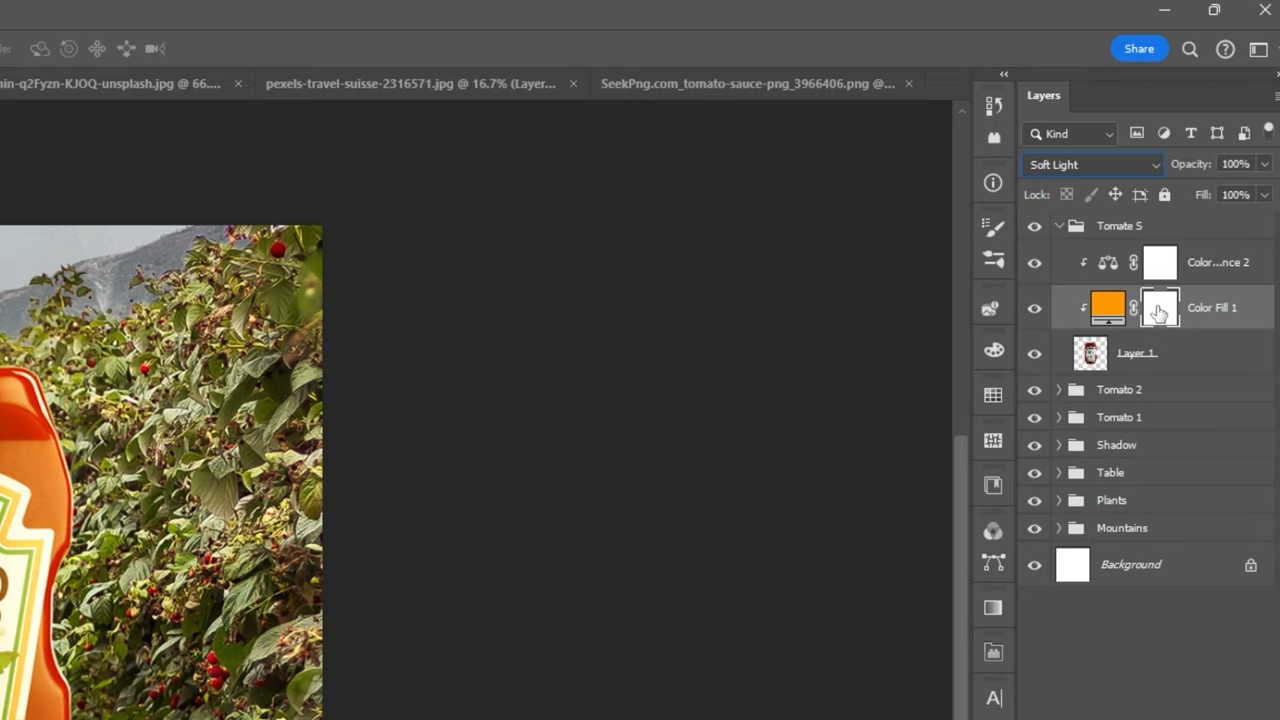 le:
Share
nin-q2Fyzn-KJOQ-unsplash.jpg @ 66....
pexels-travel-suisse-2316571.jpg @ 16.7% (Layer...
SeekPng.com_tomato-sauce-png_3966406.png @...
Layers
Kind
Soft Light
Opacity: 100%
Lock:
Fill: 100%
Tomate S
Color...nce 2
Color Fill 1
Layer 1
Tomato 2
Tomato 1
Shadow
Table
Plants
Mountains
Background